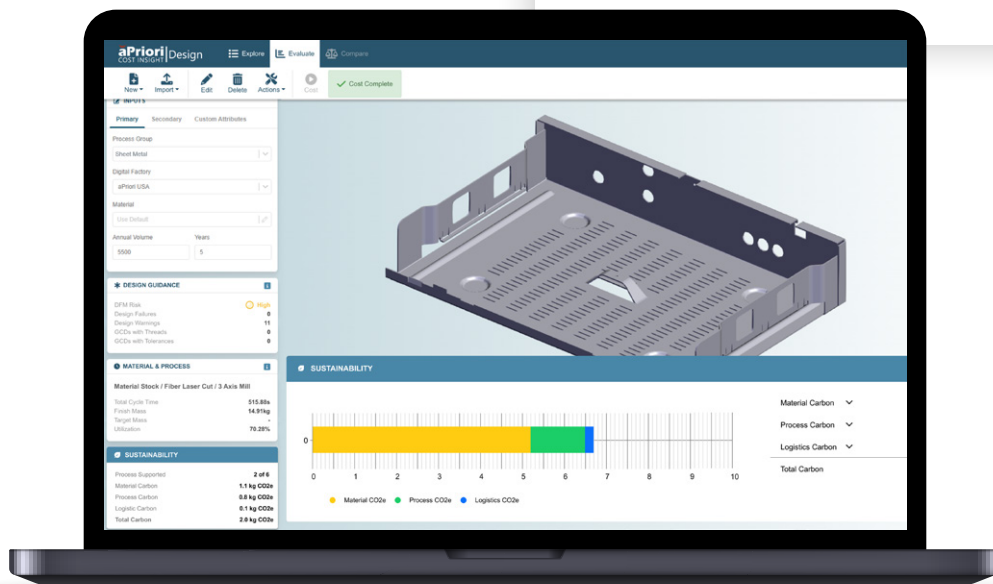 aPriori Design
COST INSIGHT
Explore
Evaluate
Compare
New
Import
Edit
Delete
Actions
Cost
Cost Complete
INPUTS
Primary Secondary Custom Attributes
Process Group
Sheet Metal
Digital Factory
aPriori USA
Material
Use Default
Annual Volume Years
5500 5
DESIGN GUIDANCE
DFM Risk High
Design Failures 0
Design Warnings 11
GCDs with Threads 0
GCDs with Tolerances 0
MATERIAL & PROCESS
Material Stock / Fiber Laser Cut / 3 Axis Mill
Total Cycle Time 515.88s
Finish Mass 14.91kg
Target Mass -
Utilization 70.28%
SUSTAINABILITY
Process Supported 2 of 6
Material Carbon 1.1 kg CO2e
Process Carbon 0.8 kg CO2e
Logistic Carbon 0.1 kg CO2e
Total Carbon 2.0 kg CO2e
SUSTAINABILITY
0
0 1 2 3 4 5 6 7 8 9 10
Material CO2e Process CO2e Logistics CO2e
Material Carbon
Process Carbon
Logistics Carbon
Total Carbon